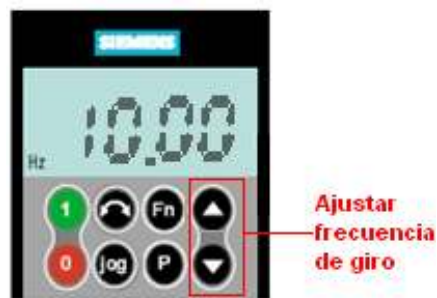 SIEMENS
10.00
Hz
1
Fn
0
jog
P
Ajustar
frecuencia
de giro